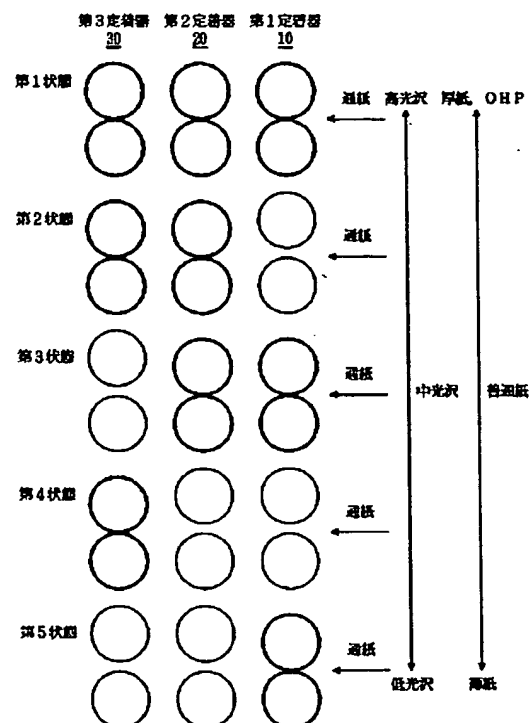 第3定着器 第2定着器 第1定着器
30 20 10
第1状態
通紙 高光沢 厚紙, OHP
第2状態
通紙
第3状態
通紙
中光沢 普通紙
第4状態
通紙
第5状態
通紙
低光沢 薄紙